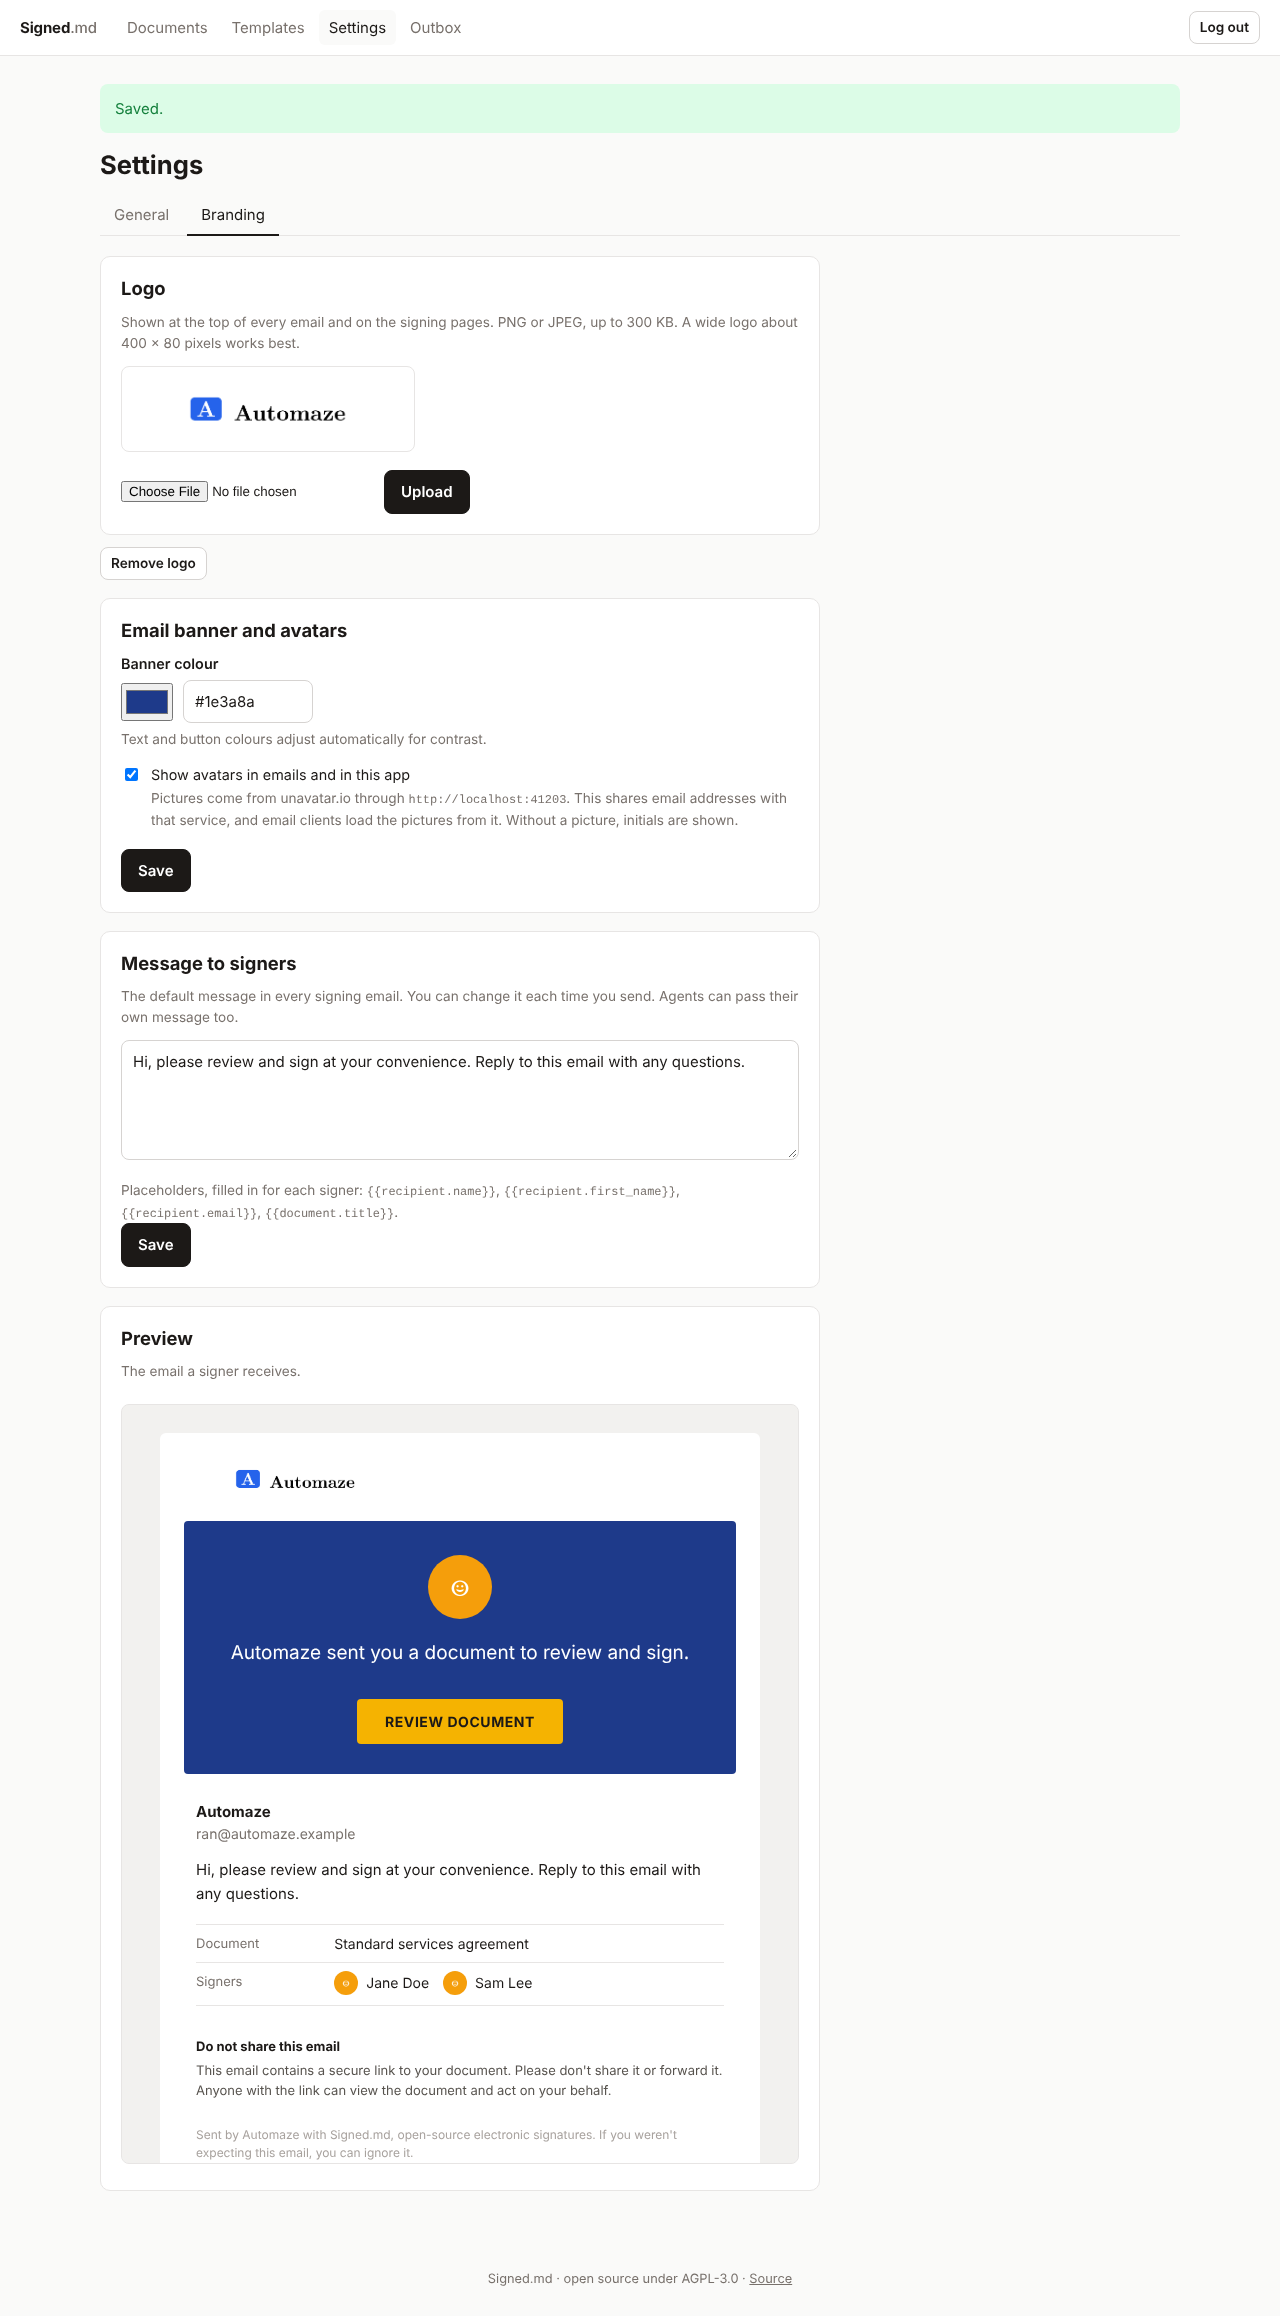 Signed.md Documents Templates Settings Outbox Log out
Saved.
Settings
General Branding
Logo
Shown at the top of every email and on the signing pages. PNG or JPEG, up to 300 KB. A wide logo about
400 × 80 pixels works best.
A Automaze
Choose File No file chosen Upload
Remove logo
Email banner and avatars
Banner colour
#1e3a8a
Text and button colours adjust automatically for contrast.
Show avatars in emails and in this app
Pictures come from unavatar.io through http://localhost:41203. This shares email addresses with
that service, and email clients load the pictures from it. Without a picture, initials are shown.
Save
Message to signers
The default message in every signing email. You can change it each time you send. Agents can pass their
own message too.
Hi, please review and sign at your convenience. Reply to this email with any questions.
Placeholders, filled in for each signer: {{recipient.name}}, {{recipient.first_name}},
{{recipient.email}}, {{document.title}}.
Save
Preview
The email a signer receives.
A Automaze
Automaze sent you a document to review and sign.
REVIEW DOCUMENT
Automaze
ran@automaze.example
Hi, please review and sign at your convenience. Reply to this email with
any questions.
Document Standard services agreement
Signers Jane Doe Sam Lee
Do not share this email
This email contains a secure link to your document. Please don't share it or forward it.
Anyone with the link can view the document and act on your behalf.
Sent by Automaze with Signed.md, open-source electronic signatures. If you weren't
expecting this email, you can ignore it.
Signed.md · open source under AGPL-3.0 · Source